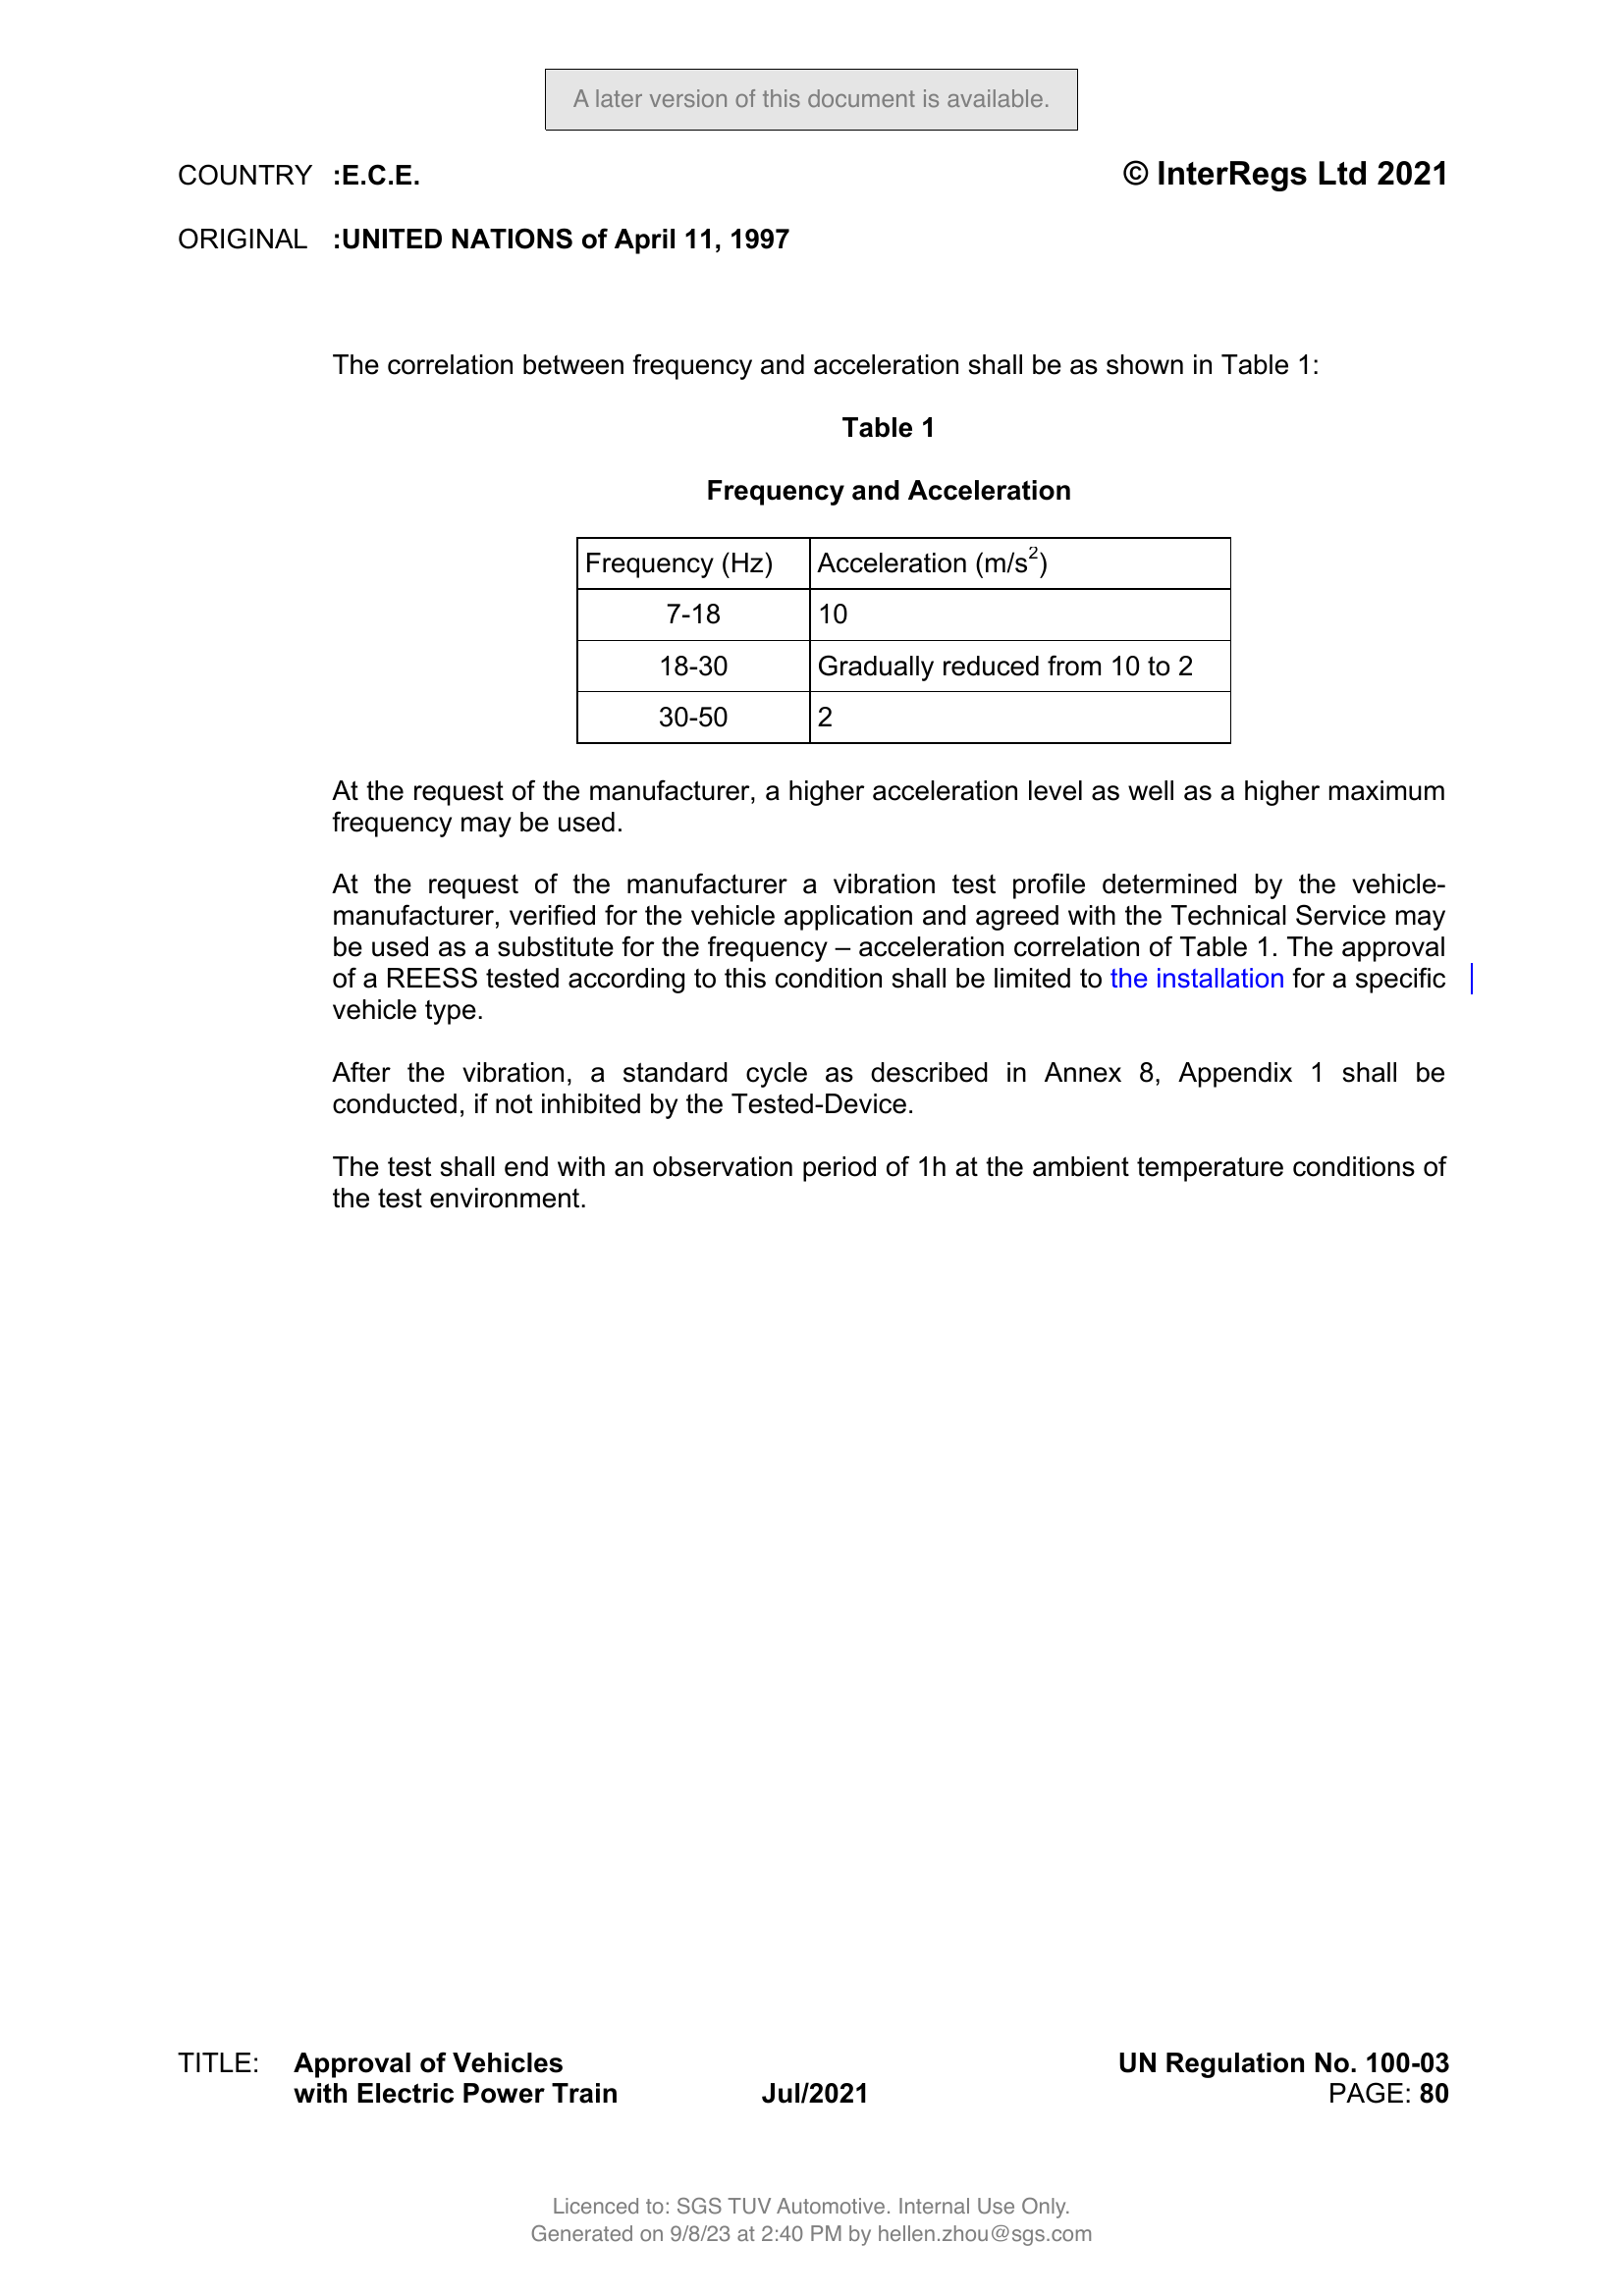 A later version of this document is available.
COUNTRY :E.C.E. © InterRegs Ltd 2021
ORIGINAL :UNITED NATIONS of April 11, 1997
The correlation between frequency and acceleration shall be as shown in Table 1:
Table 1
Frequency and Acceleration
Frequency (Hz) Acceleration (m/s²)
7-18 10
18-30 Gradually reduced from 10 to 2
30-50 2
At the request of the manufacturer, a higher acceleration level as well as a higher maximum
frequency may be used.
At the request of the manufacturer a vibration test profile determined by the vehicle-
manufacturer, verified for the vehicle application and agreed with the Technical Service may
be used as a substitute for the frequency – acceleration correlation of Table 1. The approval
of a REESS tested according to this condition shall be limited to the installation for a specific
vehicle type.
After the vibration, a standard cycle as described in Annex 8, Appendix 1 shall be
conducted, if not inhibited by the Tested-Device.
The test shall end with an observation period of 1h at the ambient temperature conditions of
the test environment.
TITLE: Approval of Vehicles UN Regulation No. 100-03
with Electric Power Train Jul/2021 PAGE: 80
Licenced to: SGS TUV Automotive. Internal Use Only.
Generated on 9/8/23 at 2:40 PM by hellen.zhou@sgs.com